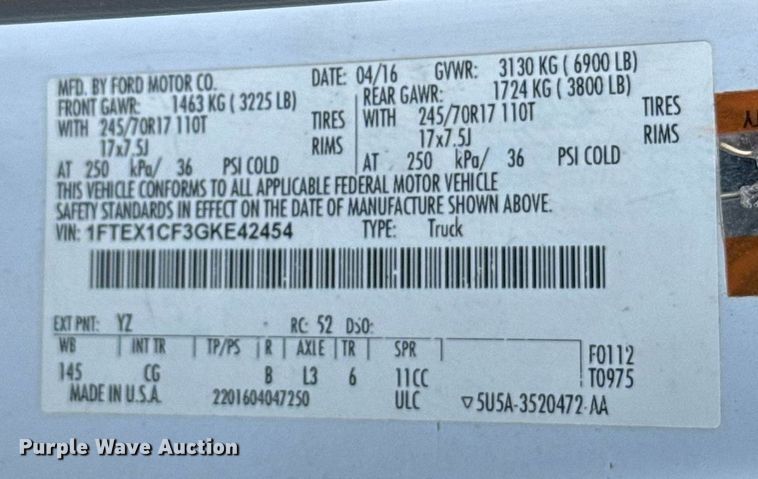 MFD. BY FORD MOTOR CO. DATE: 04/16 GVWR: 3130 KG ( 6900 LB)
FRONT GAWR: 1463 KG ( 3225 LB) REAR GAWR: 1724 KG ( 3800 LB)
WITH 245/70R17 110T TIRES WITH 245/70R17 110T TIRES
17x7.5J RIMS 17x7.5J RIMS
AT 250 kPa/ 36 PSI COLD AT 250 kPa/ 36 PSI COLD
THIS VEHICLE CONFORMS TO ALL APPLICABLE FEDERAL MOTOR VEHICLE
SAFETY STANDARDS IN EFFECT ON THE DATE OF MANUFACTURE SHOWN ABOVE.
VIN: 1FTEX1CF3GKE42454 TYPE: Truck
EXT PNT: YZ RC: 52 DSO:
WB INT TR TP/PS R AXLE TR SPR F0112
145 CG B L3 6 11CC T0975
MADE IN U.S.A. 2201604047250 ULC ▽5U5A-3520472-AA
Purple Wave Auction